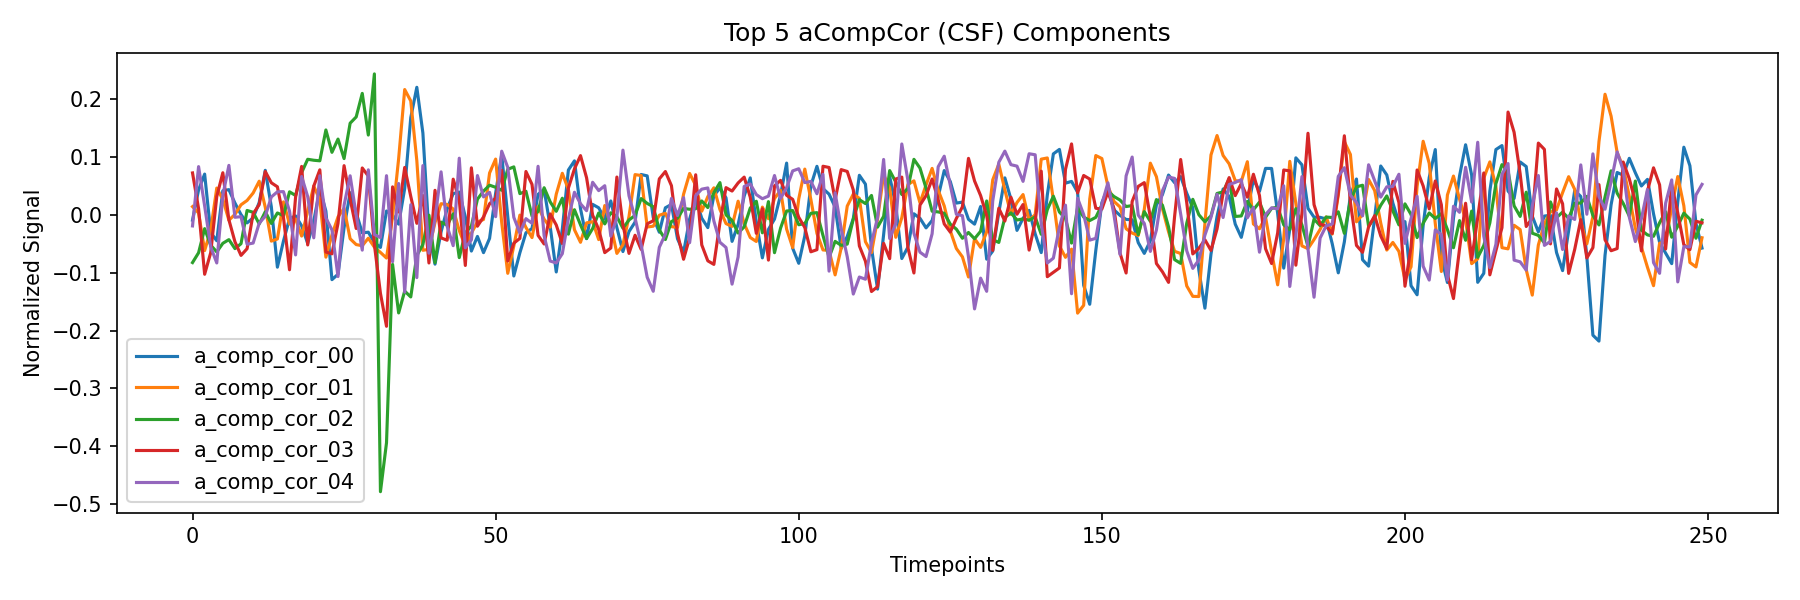 Top 5 aCompCor (CSF) Components
Normalized Signal
0.2
0.1
0.0
−0.1
−0.2
−0.3
−0.4
−0.5
a_comp_cor_00
a_comp_cor_01
a_comp_cor_02
a_comp_cor_03
a_comp_cor_04
0 50 100 150 200 250
Timepoints